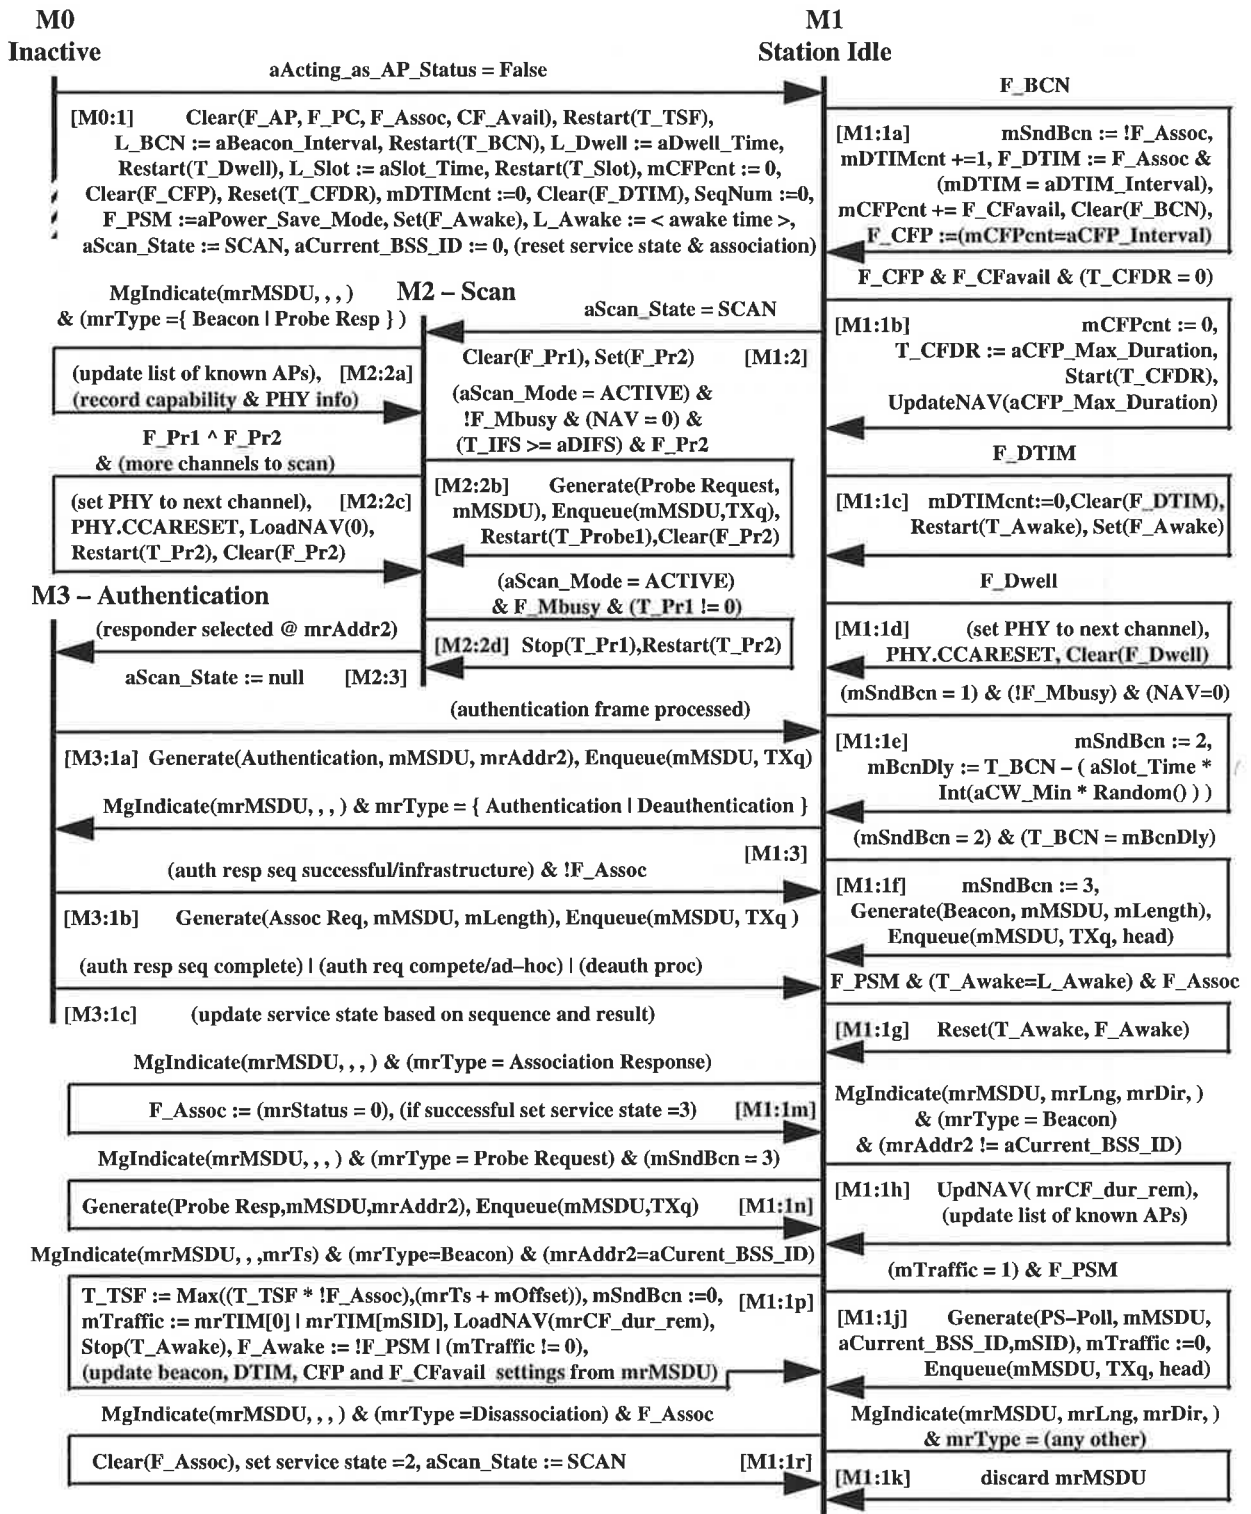 M0
Inactive
M1
Station Idle
aActing_as_AP_Status = False
[M0:1] Clear(F_AP, F_PC, F_Assoc, CF_Avail), Restart(T_TSF),
L_BCN := aBeacon_Interval, Restart(T_BCN), L_Dwell := aDwell_Time,
Restart(T_Dwell), L_Slot := aSlot_Time, Restart(T_Slot), mCFPcnt := 0,
Clear(F_CFP), Reset(T_CFDR), mDTIMcnt :=0, Clear(F_DTIM), SeqNum :=0,
F_PSM :=aPower_Save_Mode, Set(F_Awake), L_Awake := < awake time >,
aScan_State := SCAN, aCurrent_BSS_ID := 0, (reset service state & association)
MgIndicate(mrMSDU, , , )
& (mrType ={ Beacon | Probe Resp } )
M2 – Scan
[M2:2a]
(update list of known APs),
(record capability & PHY info)
F_Pr1 ^ F_Pr2
& (more channels to scan)
(set PHY to next channel), [M2:2c]
PHY.CCARESET, LoadNAV(0),
Restart(T_Pr2), Clear(F_Pr2)
aScan_State = SCAN
Clear(F_Pr1), Set(F_Pr2) [M1:2]
(aScan_Mode = ACTIVE) &
!F_Mbusy & (NAV = 0) &
(T_IFS >= aDIFS) & F_Pr2
[M2:2b] Generate(Probe Request,
mMSDU), Enqueue(mMSDU,TXq),
Restart(T_Probe1),Clear(F_Pr2)
(aScan_Mode = ACTIVE)
& F_Mbusy & (T_Pr1 != 0)
[M2:2d] Stop(T_Pr1),Restart(T_Pr2)
M3 – Authentication
(responder selected @ mrAddr2)
aScan_State := null [M2:3]
(authentication frame processed)
[M3:1a] Generate(Authentication, mMSDU, mrAddr2), Enqueue(mMSDU, TXq)
MgIndicate(mrMSDU, , , ) & mrType = { Authentication | Deauthentication }
[M1:3]
(auth resp seq successful/infrastructure) & !F_Assoc
[M3:1b] Generate(Assoc Req, mMSDU, mLength), Enqueue(mMSDU, TXq )
(auth resp seq complete) | (auth req compete/ad–hoc) | (deauth proc)
[M3:1c] (update service state based on sequence and result)
MgIndicate(mrMSDU, , , ) & (mrType = Association Response)
F_Assoc := (mrStatus = 0), (if successful set service state =3) [M1:1m]
MgIndicate(mrMSDU, , , ) & (mrType = Probe Request) & (mSndBcn = 3)
Generate(Probe Resp,mMSDU,mrAddr2), Enqueue(mMSDU,TXq) [M1:1n]
MgIndicate(mrMSDU, , ,mrTs) & (mrType=Beacon) & (mrAddr2=aCurent_BSS_ID)
T_TSF := Max((T_TSF * !F_Assoc),(mrTs + mOffset)), mSndBcn :=0, [M1:1p]
mTraffic := mrTIM[0] | mrTIM[mSID], LoadNAV(mrCF_dur_rem),
Stop(T_Awake), F_Awake := !F_PSM | (mTraffic != 0),
(update beacon, DTIM, CFP and F_CFavail settings from mrMSDU)
MgIndicate(mrMSDU, , , ) & (mrType =Disassociation) & F_Assoc
Clear(F_Assoc), set service state =2, aScan_State := SCAN [M1:1r]
F_BCN
[M1:1a] mSndBcn := !F_Assoc,
mDTIMcnt +=1, F_DTIM := F_Assoc &
(mDTIM = aDTIM_Interval),
mCFPcnt += F_CFavail, Clear(F_BCN),
F_CFP :=(mCFPcnt=aCFP_Interval)
F_CFP & F_CFavail & (T_CFDR = 0)
[M1:1b] mCFPcnt := 0,
T_CFDR := aCFP_Max_Duration,
Start(T_CFDR),
UpdateNAV(aCFP_Max_Duration)
F_DTIM
[M1:1c] mDTIMcnt:=0,Clear(F_DTIM),
Restart(T_Awake), Set(F_Awake)
F_Dwell
[M1:1d] (set PHY to next channel),
PHY.CCARESET, Clear(F_Dwell)
(mSndBcn = 1) & (!F_Mbusy) & (NAV=0)
[M1:1e] mSndBcn := 2,
mBcnDly := T_BCN – ( aSlot_Time *
Int(aCW_Min * Random() ) )
(mSndBcn = 2) & (T_BCN = mBcnDly)
[M1:1f] mSndBcn := 3,
Generate(Beacon, mMSDU, mLength),
Enqueue(mMSDU, TXq, head)
F_PSM & (T_Awake=L_Awake) & F_Assoc
[M1:1g] Reset(T_Awake, F_Awake)
MgIndicate(mrMSDU, mrLng, mrDir, )
& (mrType = Beacon)
& (mrAddr2 != aCurrent_BSS_ID)
[M1:1h] UpdNAV( mrCF_dur_rem),
(update list of known APs)
(mTraffic = 1) & F_PSM
[M1:1j] Generate(PS–Poll, mMSDU,
aCurrent_BSS_ID,mSID), mTraffic :=0,
Enqueue(mMSDU, TXq, head)
MgIndicate(mrMSDU, mrLng, mrDir, )
& mrType = (any other)
[M1:1k] discard mrMSDU